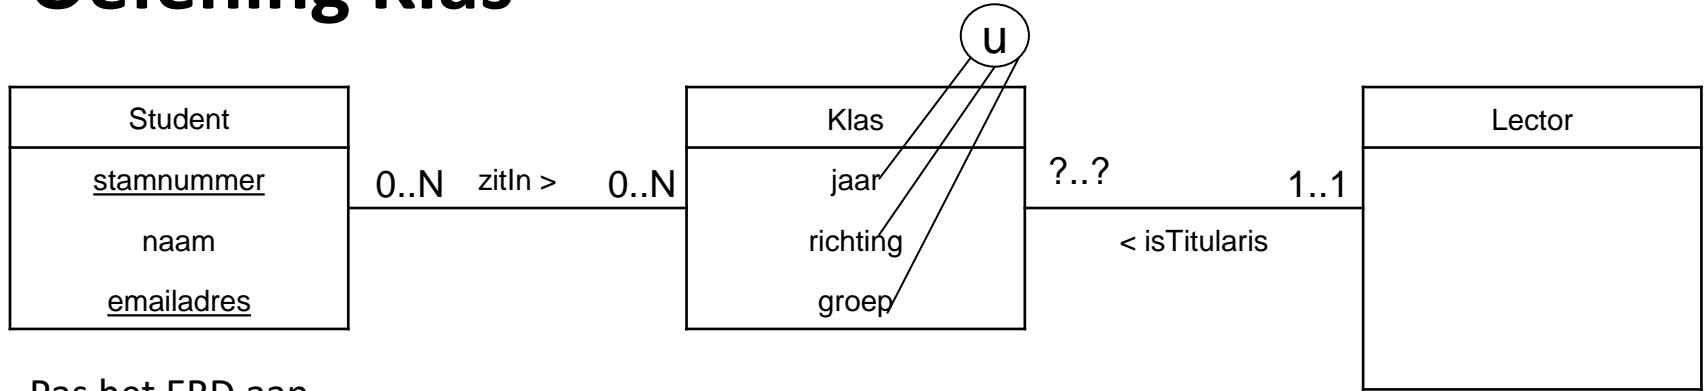 Oefening Klas
u
Student
Klas
Lector
stamnummer
naam
emailadres
0..N zitIn > 0..N
jaar
richting
groep
?..? 1..1
< isTitularis
Pas het ERD aan